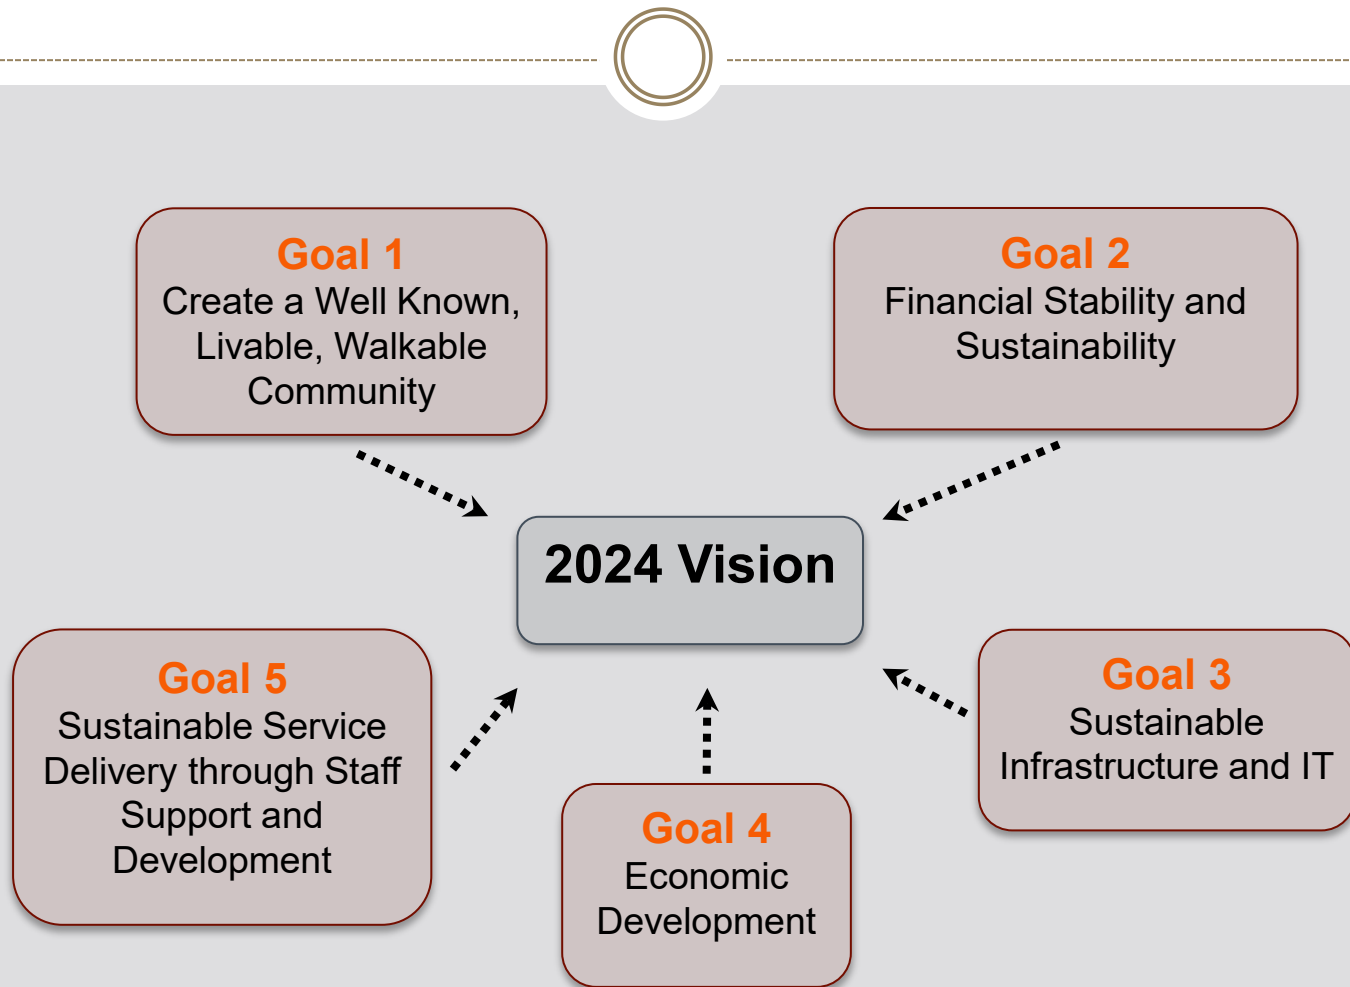 Goal 1
Create a Well Known,
Livable, Walkable
Community
Goal 2
Financial Stability and
Sustainability
2024 Vision
Goal 5
Sustainable Service
Delivery through Staff
Support and
Development
Goal 3
Sustainable
Infrastructure and IT
Goal 4
Economic
Development